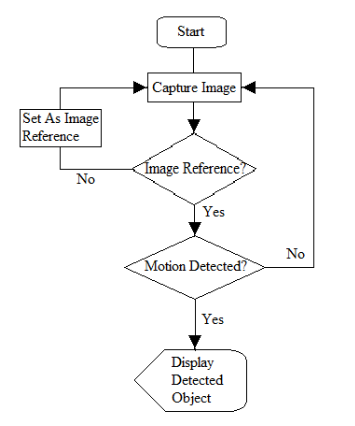 Start
Capture Image
Set As Image
Reference
Image Reference?
No
Yes
Motion Detected?
No
Yes
Display
Detected
Object